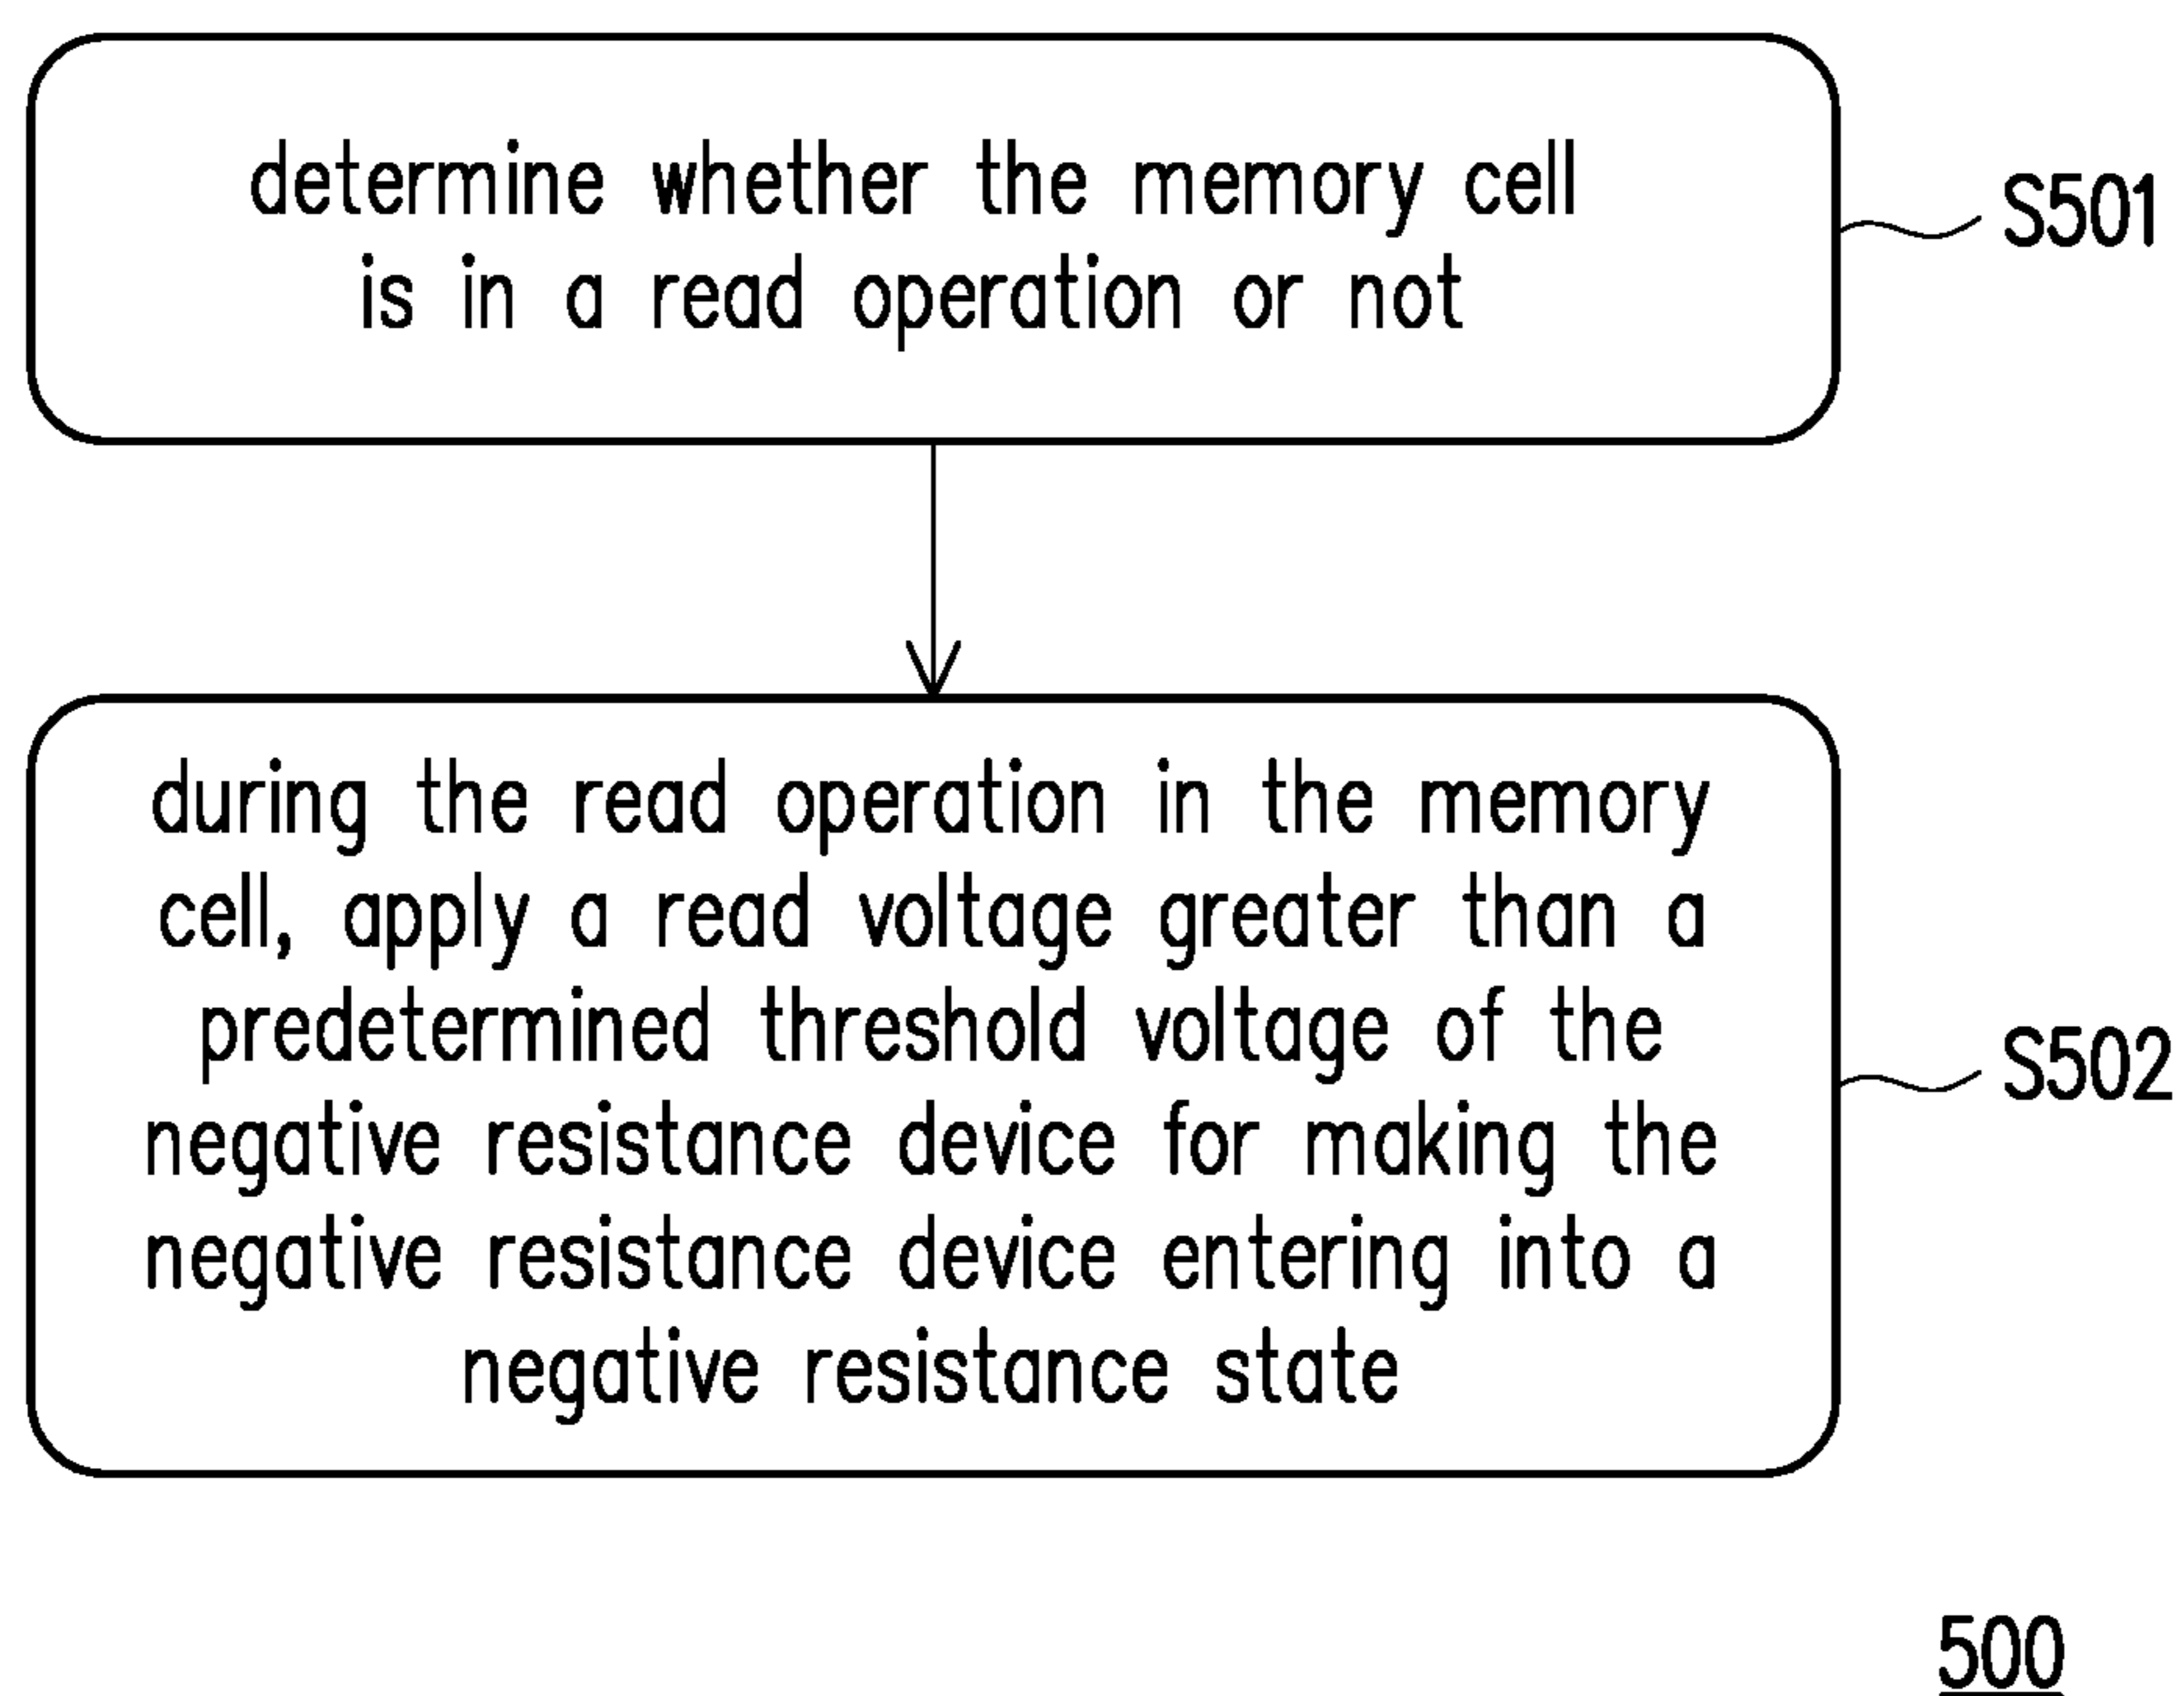 determine whether the memory cell
is in a read operation or not
S501
during the read operation in the memory
cell, apply a read voltage greater than a
predetermined threshold voltage of the
negative resistance device for making the
negative resistance device entering into a
negative resistance state
S502
500